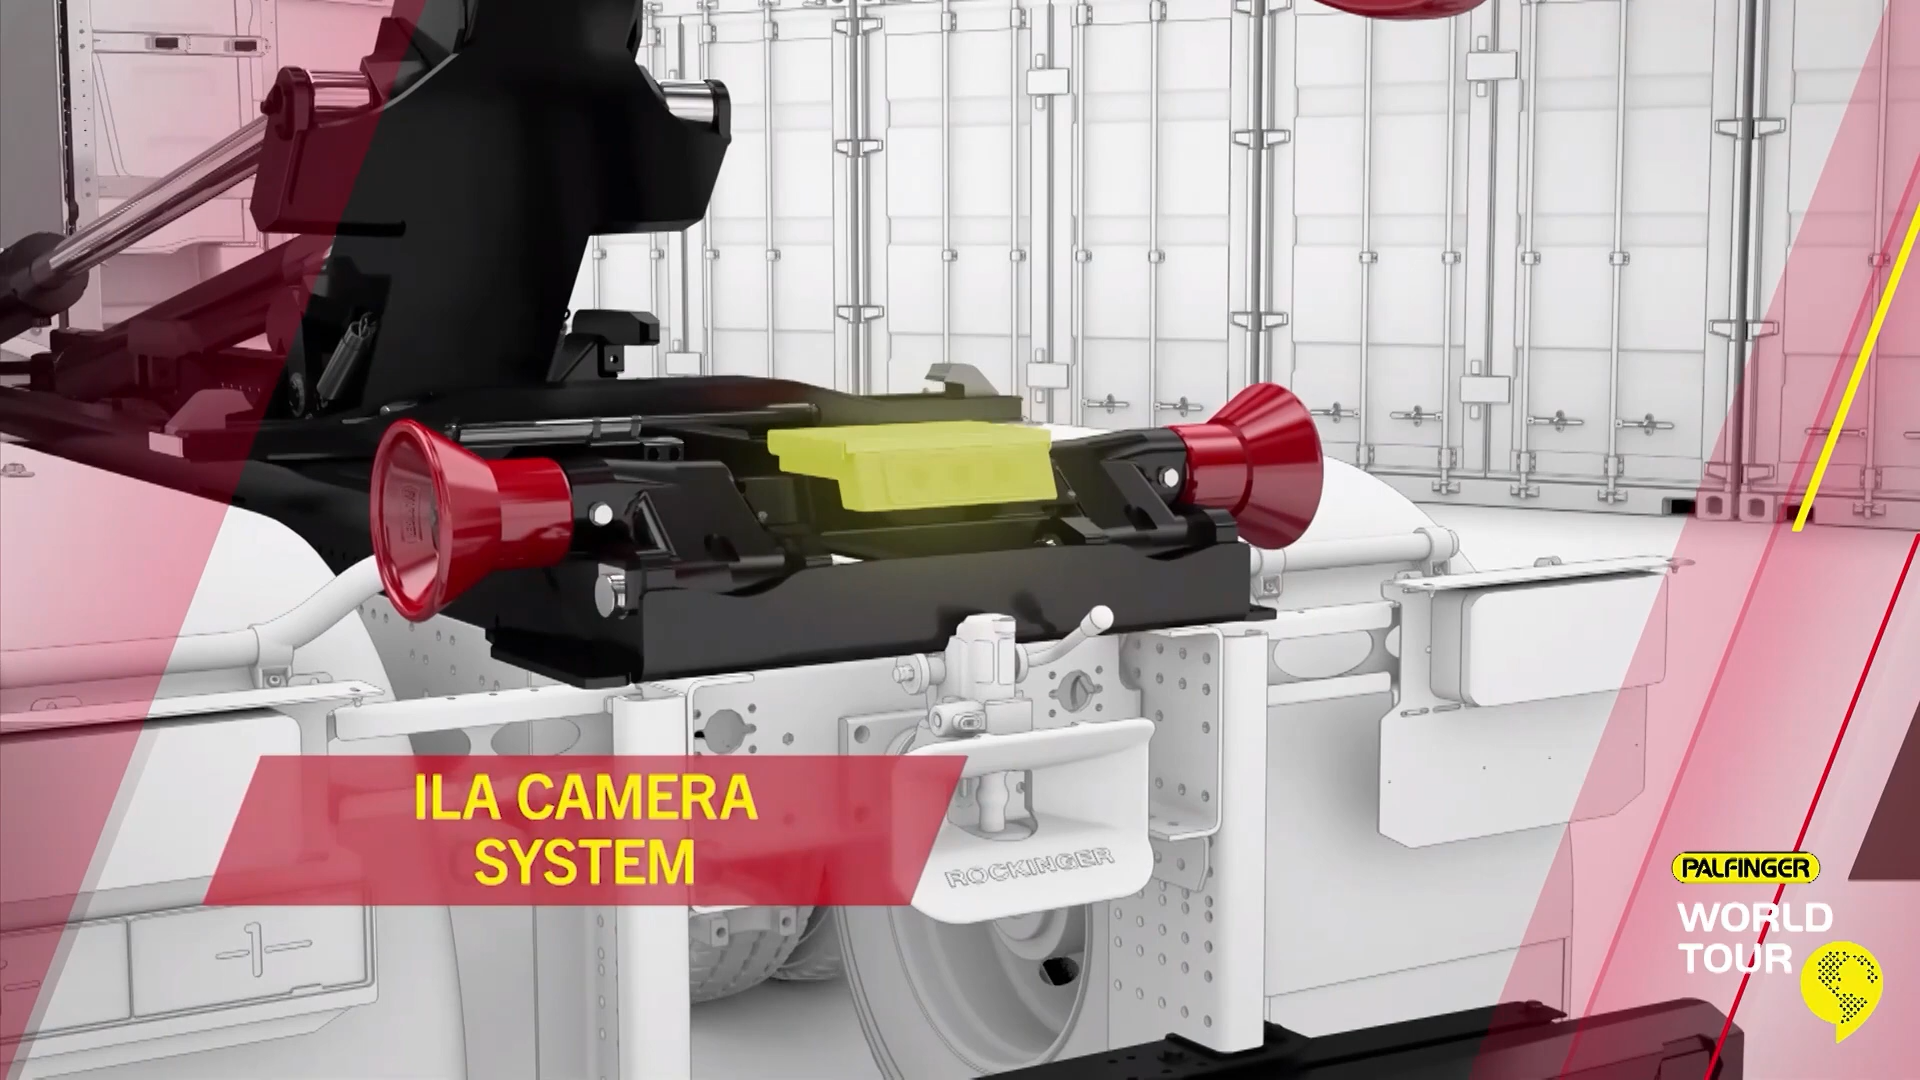 ILA CAMERA
SYSTEM
ROCKINGER
PALFINGER
WORLD
TOUR